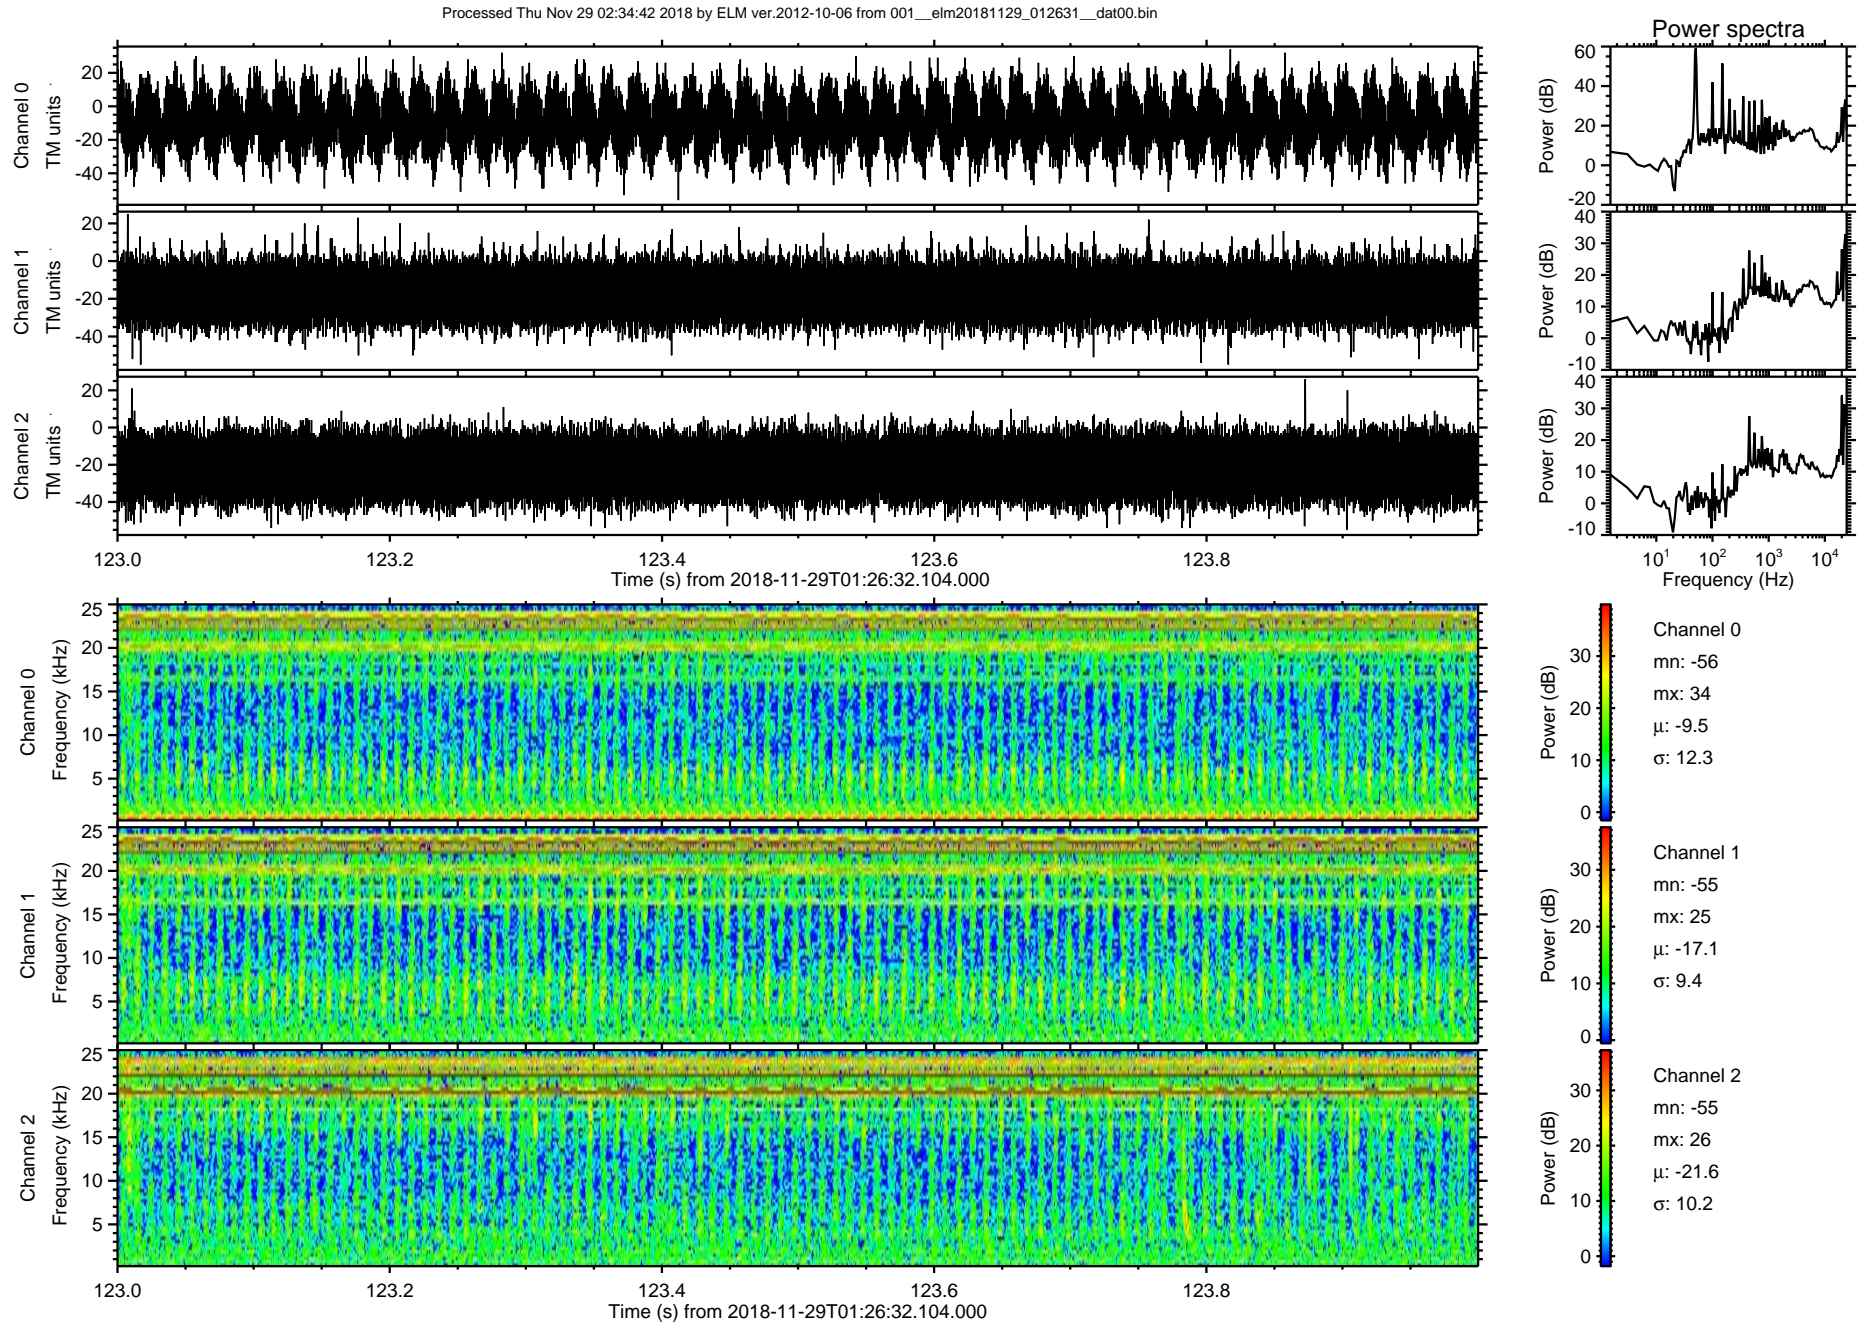 Processed Thu Nov 29 02:34:42 2018 by ELM ver.2012-10-06 from 001__elm20181129_012631__dat00.bin
Power spectra
Channel 0
TM units
20
0
-20
-40
Power (dB)
60
40
20
0
-20
Channel 1
TM units
20
0
-20
-40
Power (dB)
40
30
20
10
0
-10
Channel 2
TM units
20
0
-20
-40
Power (dB)
40
30
20
10
0
-10
123.0 123.2 123.4 123.6 123.8
Time (s) from 2018-11-29T01:26:32.104.000
10¹ 10² 10³ 10⁴
Frequency (Hz)
Channel 0
Frequency (kHz)
25
20
15
10
5
Power (dB)
30
20
10
0
Channel 0
mn: -56
mx: 34
μ: -9.5
σ: 12.3
Channel 1
Frequency (kHz)
25
20
15
10
5
Power (dB)
30
20
10
0
Channel 1
mn: -55
mx: 25
μ: -17.1
σ: 9.4
Channel 2
Frequency (kHz)
25
20
15
10
5
Power (dB)
30
20
10
0
Channel 2
mn: -55
mx: 26
μ: -21.6
σ: 10.2
123.0 123.2 123.4 123.6 123.8
Time (s) from 2018-11-29T01:26:32.104.000